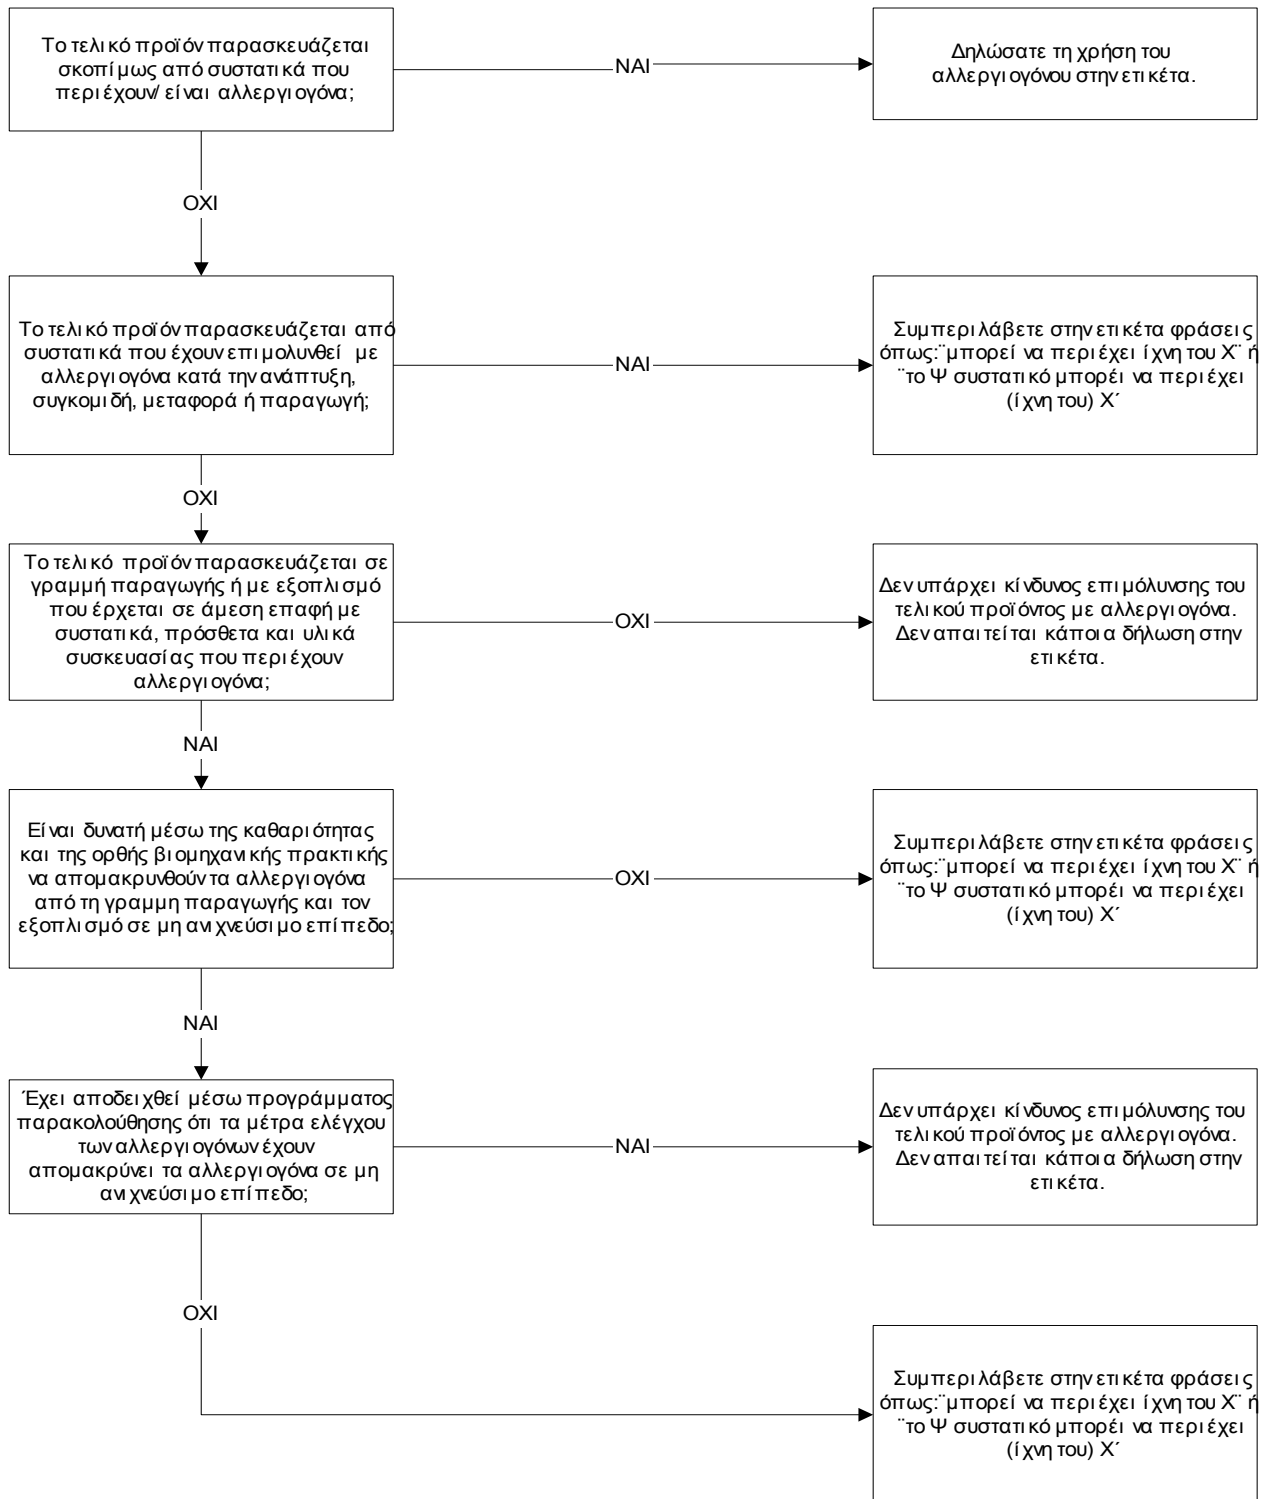 Το τελικό προϊόν παρασκευάζεται
σκοπίμως από συστατικά που
περιέχουν/ είναι αλλεργιογόνα;
ΝΑΙ
Δηλώσατε τη χρήση του
αλλεργιογόνου στην ετικέτα.
ΟΧΙ
Το τελικό προϊόν παρασκευάζεται από
συστατικά που έχουν επιμολυνθεί με
αλλεργιογόνα κατά την ανάπτυξη,
συγκομιδή, μεταφορά ή παραγωγή;
ΝΑΙ
Συμπεριλάβετε στην ετικέτα φράσεις
όπως:¨μπορεί να περιέχει ίχνη του Χ¨ ή
¨το Ψ συστατικό μπορέι να περιέχει
(ίχνη του) Χ΄
ΟΧΙ
Το τελικό προϊόν παρασκευάζεται σε
γραμμή παραγωγής ή με εξοπλισμό
που έρχεται σε άμεση επαφή με
συστατικά, πρόσθετα και υλικά
συσκευασίας που περιέχουν
αλλεργιογόνα;
ΟΧΙ
Δεν υπάρχει κίνδυνος επιμόλυνσης του
τελικού προϊόντος με αλλεργιογόνα.
Δεν απαιτείται κάποια δήλωση στην
ετικέτα.
ΝΑΙ
Είναι δυνατή μέσω της καθαριότητας
και της ορθής βιομηχανικής πρακτικής
να απομακρυνθούν τα αλλεργιογόνα
από τη γραμμη παραγωγής και τον
εξοπλισμό σε μη ανιχνεύσιμο επίπεδο;
ΟΧΙ
Συμπεριλάβετε στην ετικέτα φράσεις
όπως:¨μπορεί να περιέχει ίχνη του Χ¨ ή
¨το Ψ συστατικό μπορέι να περιέχει
(ίχνη του) Χ΄
ΝΑΙ
Έχει αποδειχθεί μέσω προγράμματος
παρακολούθησης ότι τα μέτρα ελέγχου
των αλλεργιογόνων έχουν
απομακρύνει τα αλλεργιογόνα σε μη
ανιχνεύσιμο επίπεδο;
ΝΑΙ
Δεν υπάρχει κίνδυνος επιμόλυνσης του
τελικού προϊόντος με αλλεργιογόνα.
Δεν απαιτείται κάποια δήλωση στην
ετικέτα.
ΟΧΙ
Συμπεριλάβετε στην ετικέτα φράσεις
όπως:¨μπορεί να περιέχει ίχνη του Χ¨ ή
¨το Ψ συστατικό μπορέι να περιέχει
(ίχνη του) Χ΄